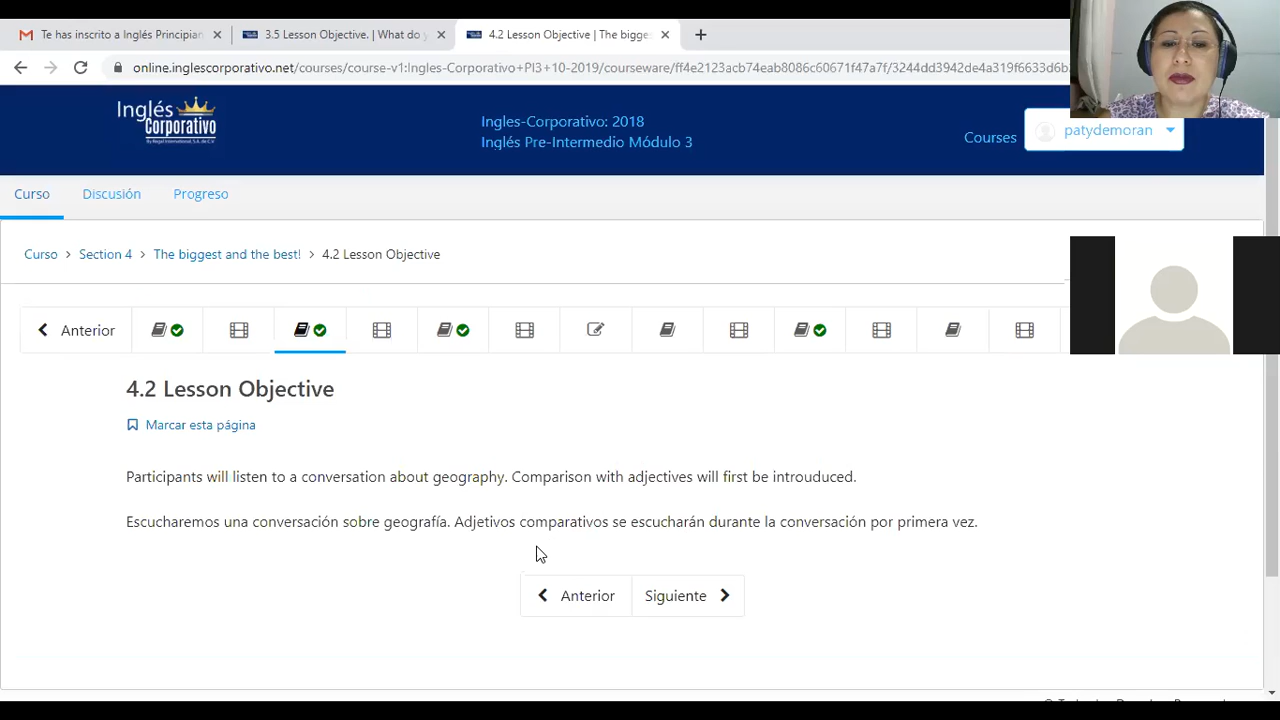 Te has inscrito a Inglés Principian
3.5 Lesson Objective. | What do y
4.2 Lesson Objective | The bigges
online.inglescorporativo.net/courses/course-v1:Ingles-Corporativo+PI3+10-2019/courseware/ff4e2123acb74eab8086c60671f47a7f/3244dd3942de4a319f6633d6b
Inglés
Corporativo
By Regal International, S.A. de C.V
Ingles-Corporativo: 2018
Inglés Pre-Intermedio Módulo 3
Courses
patydemoran
Curso
Discusión
Progreso
Curso > Section 4 > The biggest and the best! > 4.2 Lesson Objective
Anterior
4.2 Lesson Objective
Marcar esta página
Participants will listen to a conversation about geography. Comparison with adjectives will first be introuduced.
Escucharemos una conversación sobre geografía. Adjetivos comparativos se escucharán durante la conversación por primera vez.
Anterior
Siguiente